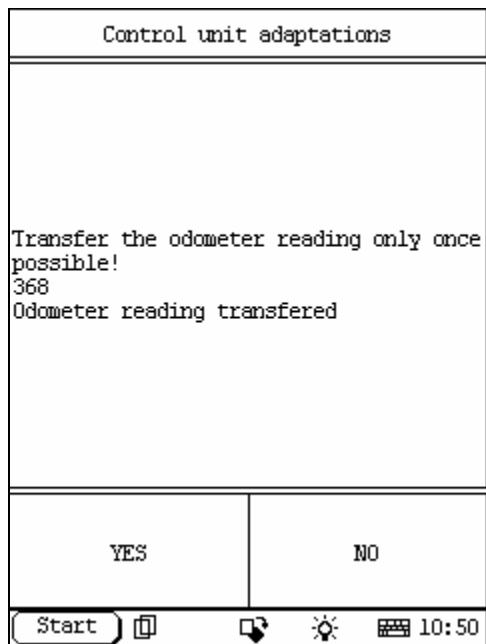 Control unit adaptations
Transfer the odometer reading only once
possible!
368
Odometer reading transfered
YES NO
Start 10:50